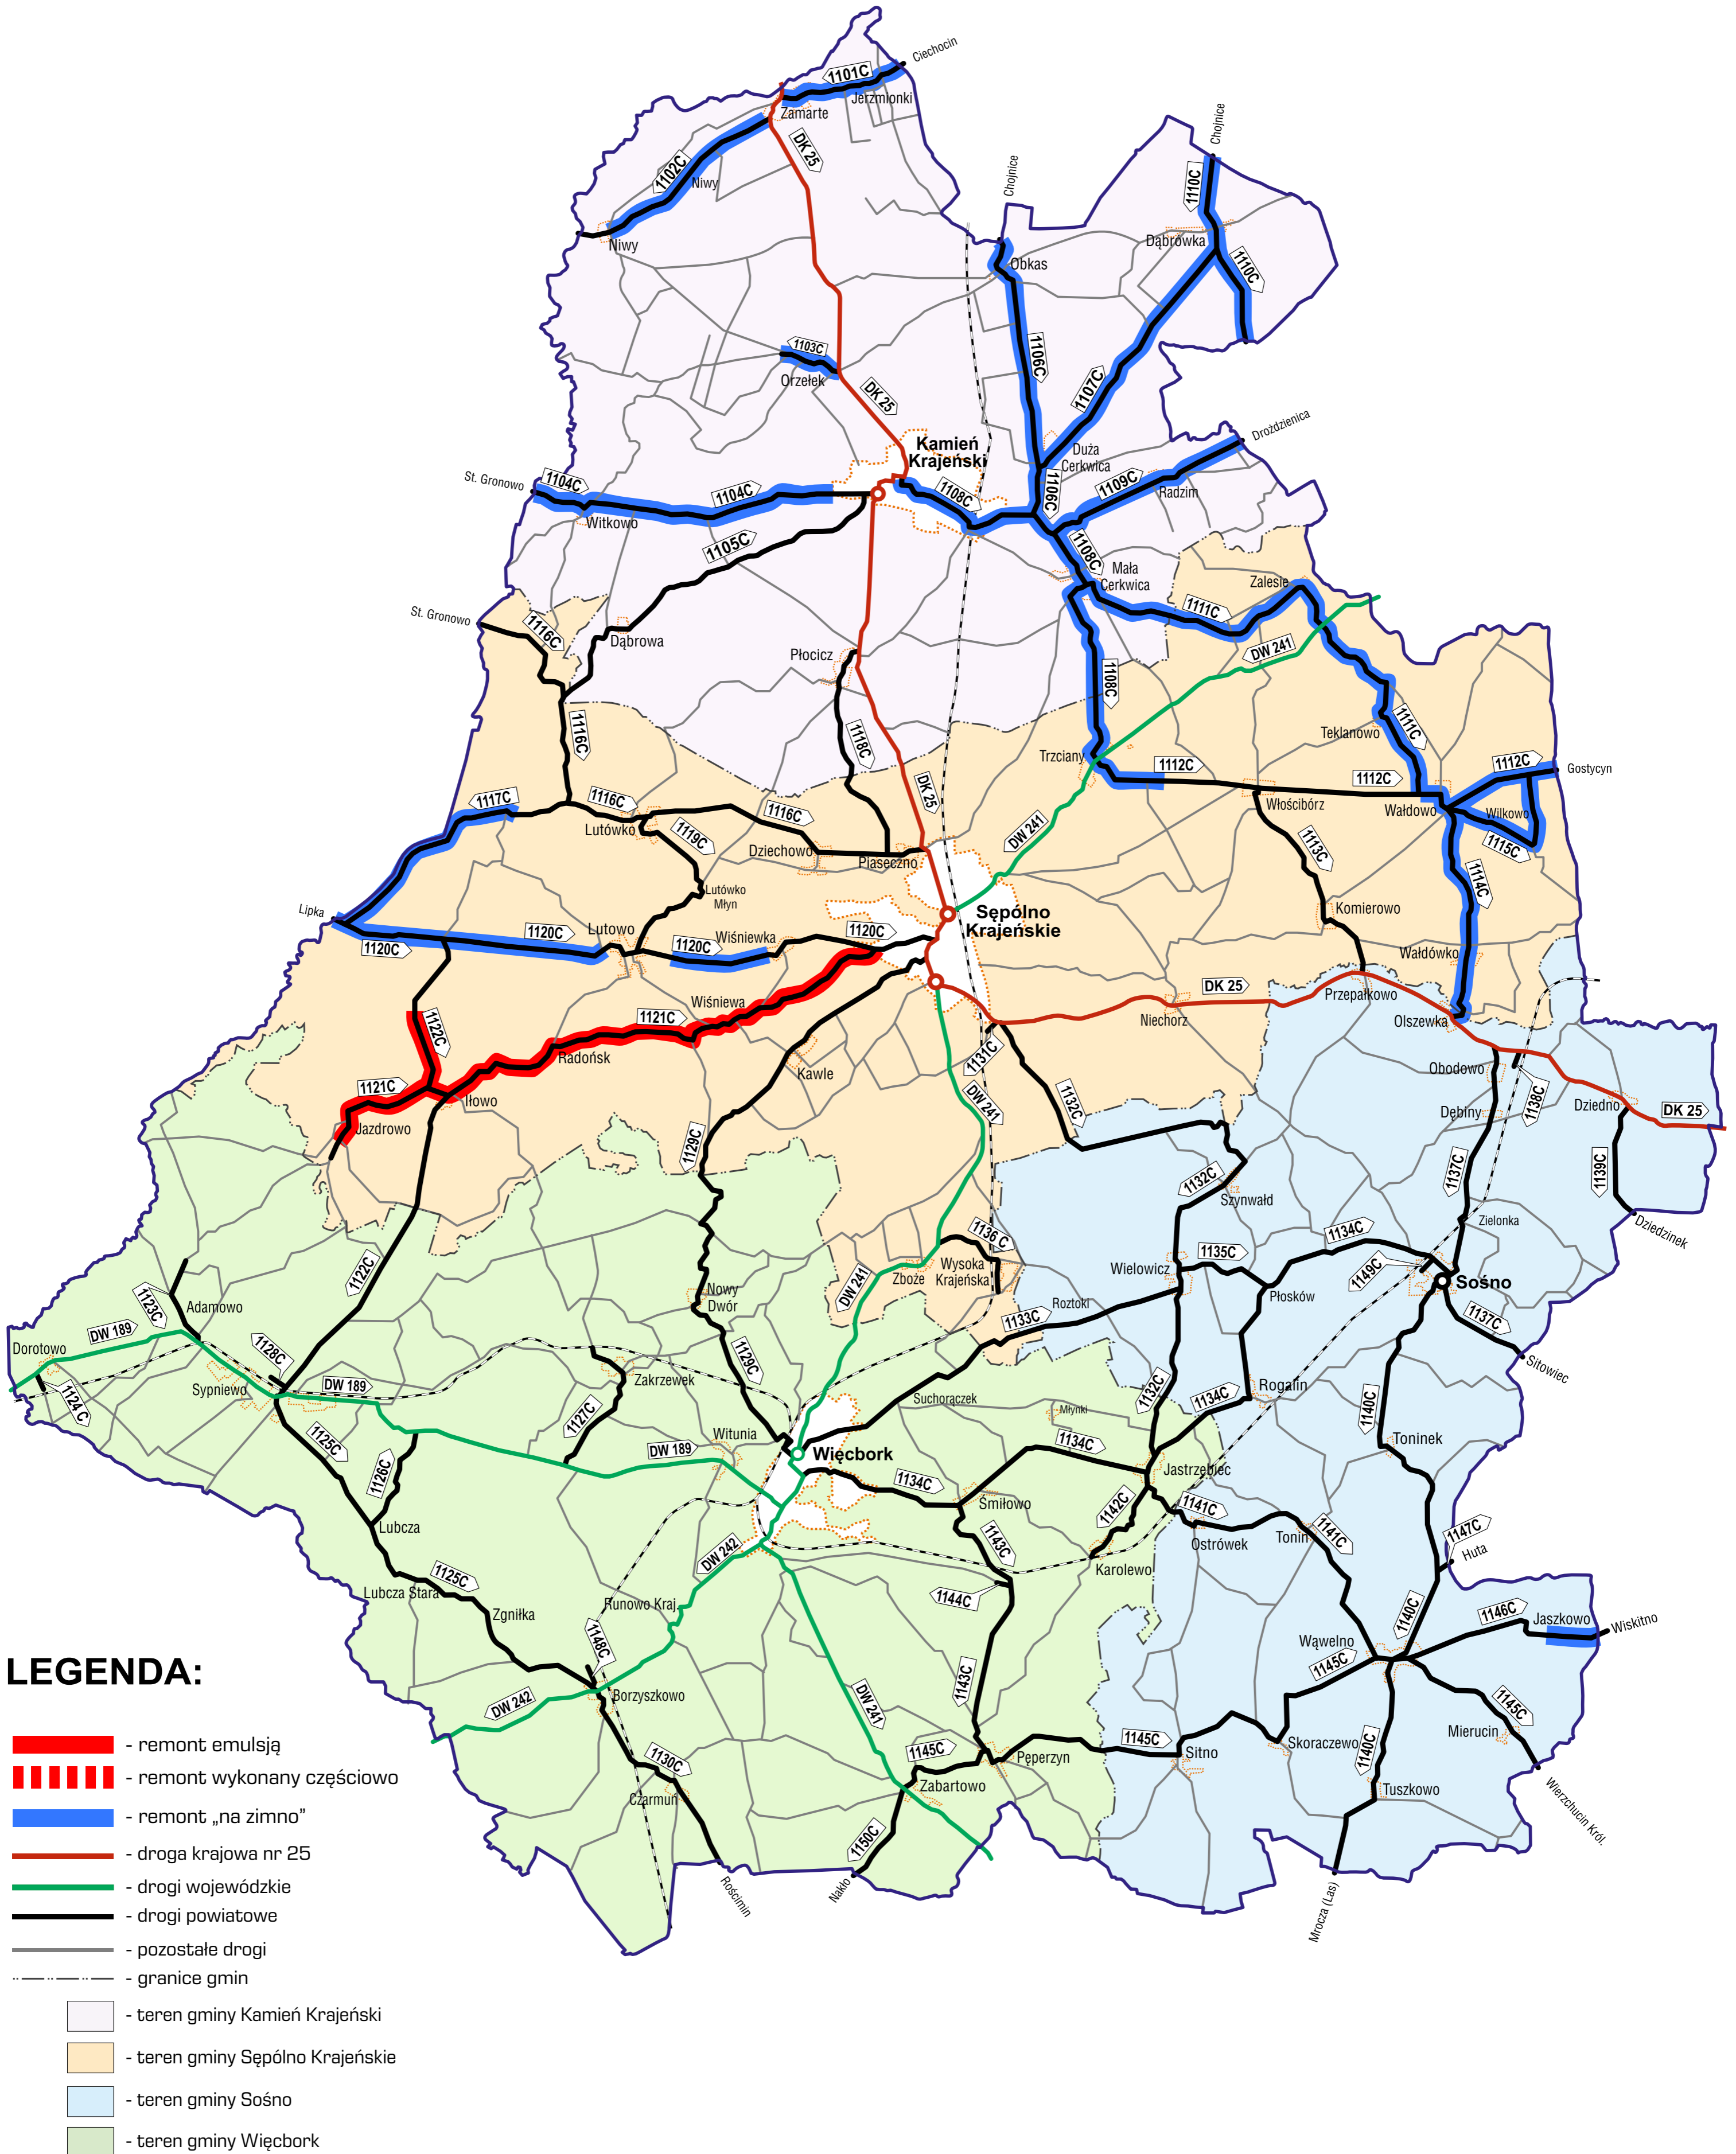 Ciechocin
1101C
Jerzmionki
Zamarte
DK 25
1102C
Niwy
Niwy
Chojnice
Chojnice
1110C
Dąbrówka
1110C
Obkas
1103C
Orzełek
1106C
1107C
DK 25
Kamień
Krajeński
Duża
Cerkwica
Drożdzienica
St. Gronowo
1104C
1104C
Witkowo
1108C
1106C
1109C
Radzim
1105C
1108C
Mała
Cerkwica
Zalesie
1111C
St. Gronowo
1116C
Dąbrowa
Płocicz
DW 241
1108C
1116C
1118C
Teklanowo
1111C
Trzciany
1112C
1112C
1112C
Gostycyn
DK 25
Włościbórz
Wałdowo
Wilkowo
1117C
1116C
1116C
Lutówko
1119C
DW 241
Dziechowo
Piaseczno
1113C
1115C
1114C
Lutówko
Młyn
Lipka
Sępólno
Krajeńskie
Komierowo
1120C
1120C
Lutowo
1120C
Wiśniewka
1120C
Wałdówko
Wiśniewa
DK 25
Przepałkowo
Niechorz
Olszewka
1122C
1121C
Radońsk
Kawle
1131C
Obodowo
1121C
Iłowo
DW 241
1132C
1138C
Dziedno
Dębiny
DK 25
Jazdrowo
1129C
1132C
Szynwałd
1137C
1139C
Zielonka
Dziedzinek
1136 C
1134C
Wysoka
Krajeńska
Zboże
1135C
Wielowicz
1149C
Sośno
1122C
DW 241
Roztoki
Płosków
1123C
Adamowo
Nowy
Dwór
1133C
1137C
Dorotowo
DW 189
1128C
Sitowiec
Sypniewo
1124 C
DW 189
Zakrzewek
1129C
Suchorączek
1132C
1134C
Rogalin
1140C
Młynki
1127C
1125C
Witunia
DW 189
Więcbork
1134C
Toninek
1126C
1134C
Jastrzębiec
Śmiłowo
1142C
1141C
1141C
Lubcza
Tonin
Ostrówek
1147C
Huta
DW 242
1143C
Karolewo
1125C
Lubcza Stara
1144C
Zgniłka
Runowo Kraj.
1140C
1146C
Jaszkowo
Wiskitno
1148C
Wąwelno
1145C
LEGENDA:
1143C
DW 242
Borzyszkowo
DW 241
1145C
Mierucin
- remont emulsją
1145C
1145C
Skoraczewo
1140C
Pęperzyn
Sitno
- remont wykonany częściowo
1130C
Czarmuń
Zabartowo
Tuszkowo
Wierzchucin Król.
- remont „na zimno”
1150C
- droga krajowa nr 25
Rościmin
Nakło
Mrocza (Las)
- drogi wojewódzkie
- drogi powiatowe
- pozostałe drogi
- granice gmin
- teren gminy Kamień Krajeński
- teren gminy Sępólno Krajeńskie
- teren gminy Sośno
- teren gminy Więcbork